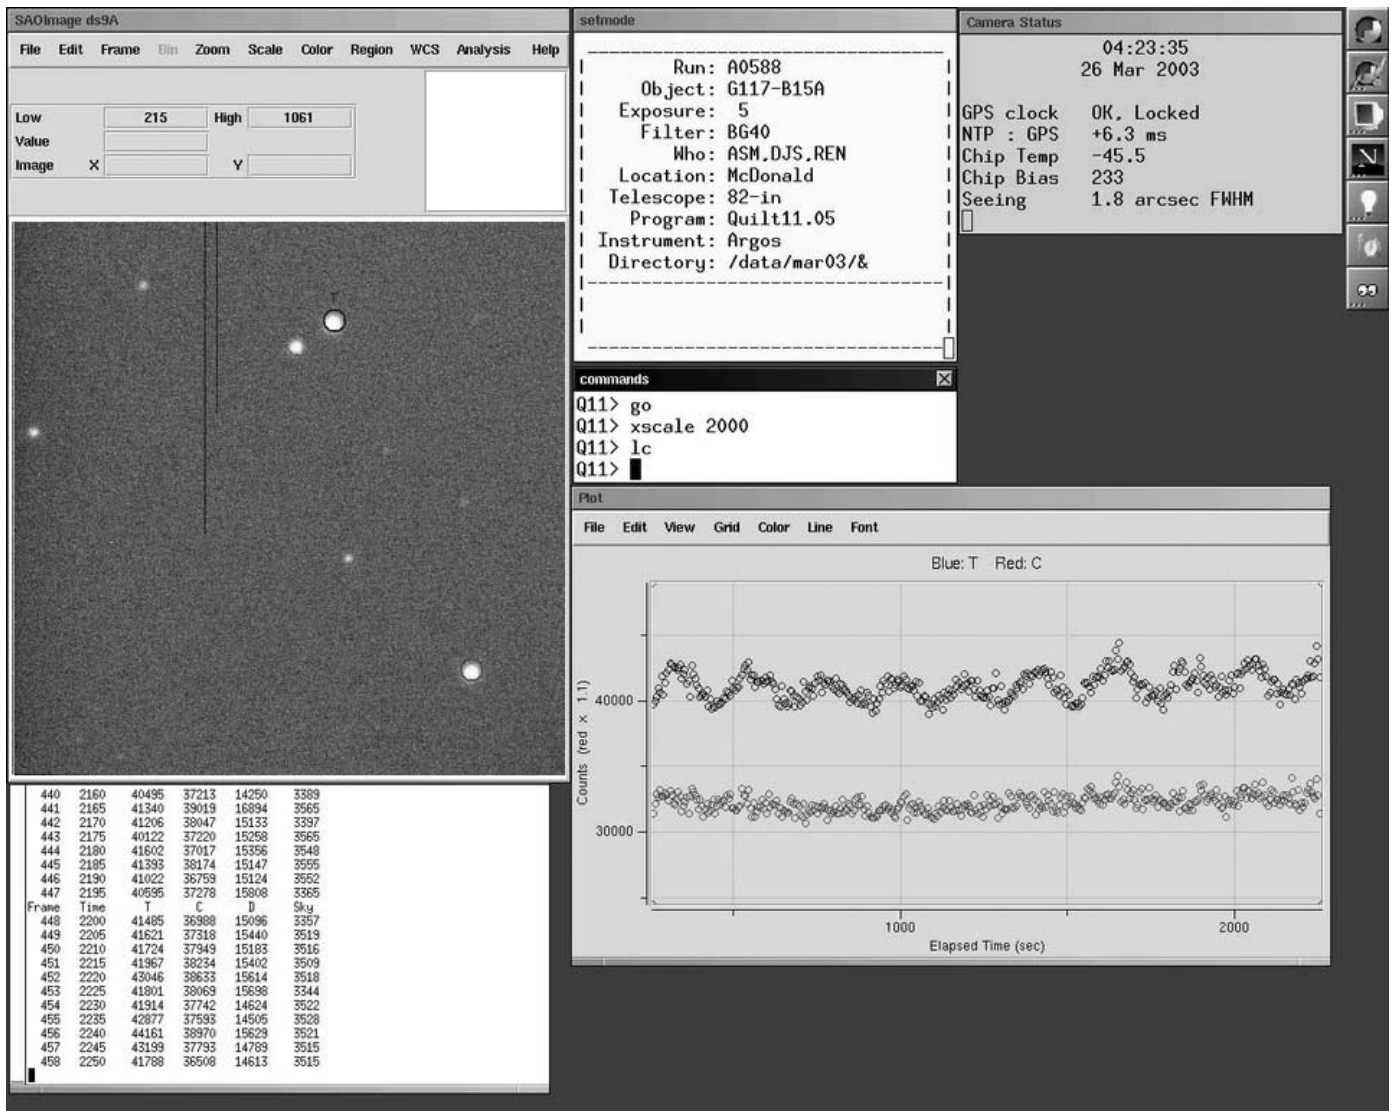 SAOImage ds9A
File Edit Frame Bin Zoom Scale Color Region WCS Analysis Help
Low 215 High 1061
Value
Image X Y
T
setmode
Run: A0588
Object: G117-B15A
Exposure: 5
Filter: BG40
Who: ASM,DJS,REN
Location: McDonald
Telescope: 82-in
Program: Quilt11.05
Instrument: Argos
Directory: /data/mar03/&
Camera Status
04:23:35
26 Mar 2003
GPS clock OK, Locked
NTP : GPS +6.3 ms
Chip Temp -45.5
Chip Bias 233
Seeing 1.8 arcsec FWHM
commands
Q11> go
Q11> xscale 2000
Q11> lc
Q11>
Plot
File Edit View Grid Color Line Font
Blue: T Red: C
Counts (red × 1.1)
40000
30000
1000 2000
Elapsed Time (sec)
440 2160 40495 37213 14250 3389
441 2165 41340 39019 16894 3565
442 2170 41206 38047 15133 3397
443 2175 40122 37220 15258 3565
444 2180 41602 37017 15356 3548
445 2185 41393 38174 15147 3555
446 2190 41022 36759 15124 3552
447 2195 40595 37278 15808 3365
Frame Time T C D Sky
448 2200 41485 36988 15096 3357
449 2205 41621 37318 15440 3519
450 2210 41724 37949 15183 3516
451 2215 41967 38234 15402 3509
452 2220 43046 38633 15614 3518
453 2225 41801 38069 15698 3344
454 2230 41914 37742 14624 3522
455 2235 42877 37593 14505 3528
456 2240 44161 38970 15629 3521
457 2245 43199 37793 14789 3515
458 2250 41788 36508 14613 3515